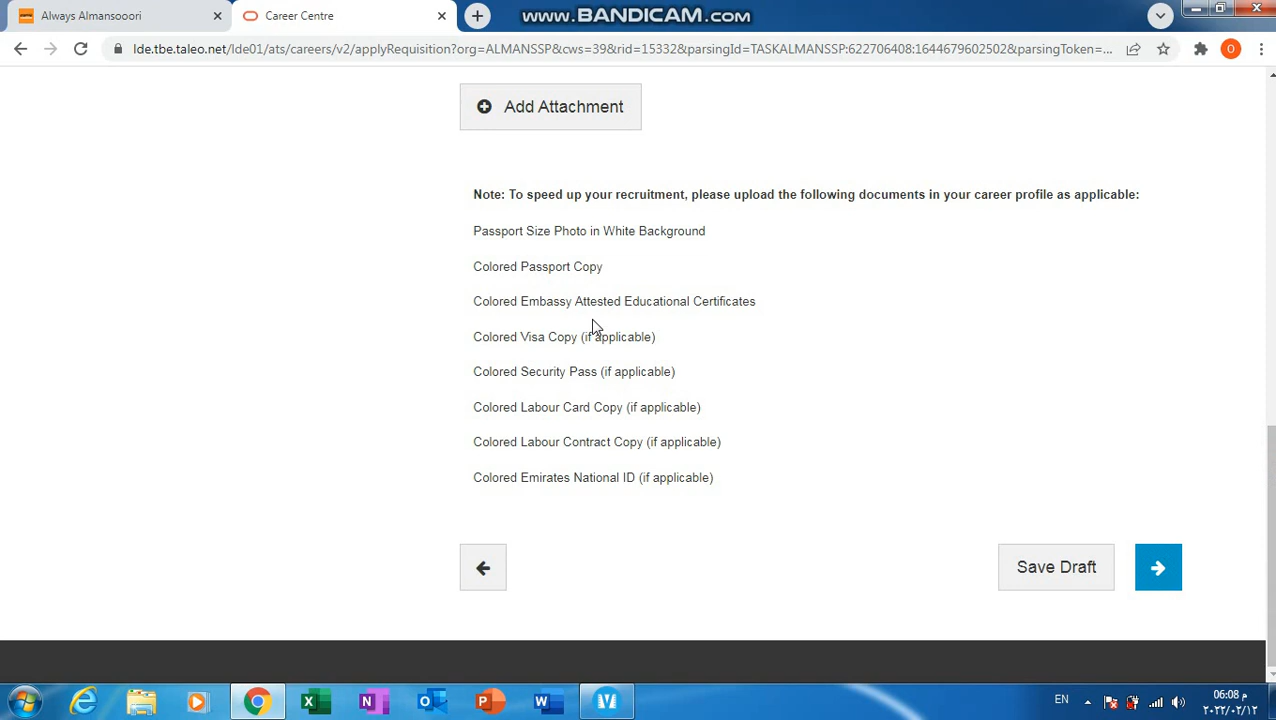 Always Almansooori
Career Centre
www.BANDICAM.com
lde.tbe.taleo.net/lde01/ats/careers/v2/applyRequisition?org=ALMANSSP&cws=39&rid=15332&parsingId=TASKALMANSSP:622706408:1644679602502&parsingToken=...
Add Attachment
Note: To speed up your recruitment, please upload the following documents in your career profile as applicable:
Passport Size Photo in White Background
Colored Passport Copy
Colored Embassy Attested Educational Certificates
Colored Visa Copy (if applicable)
Colored Security Pass (if applicable)
Colored Labour Card Copy (if applicable)
Colored Labour Contract Copy (if applicable)
Colored Emirates National ID (if applicable)
Save Draft
EN
06:08 م
٢٠٢٢/٠٢/١٢